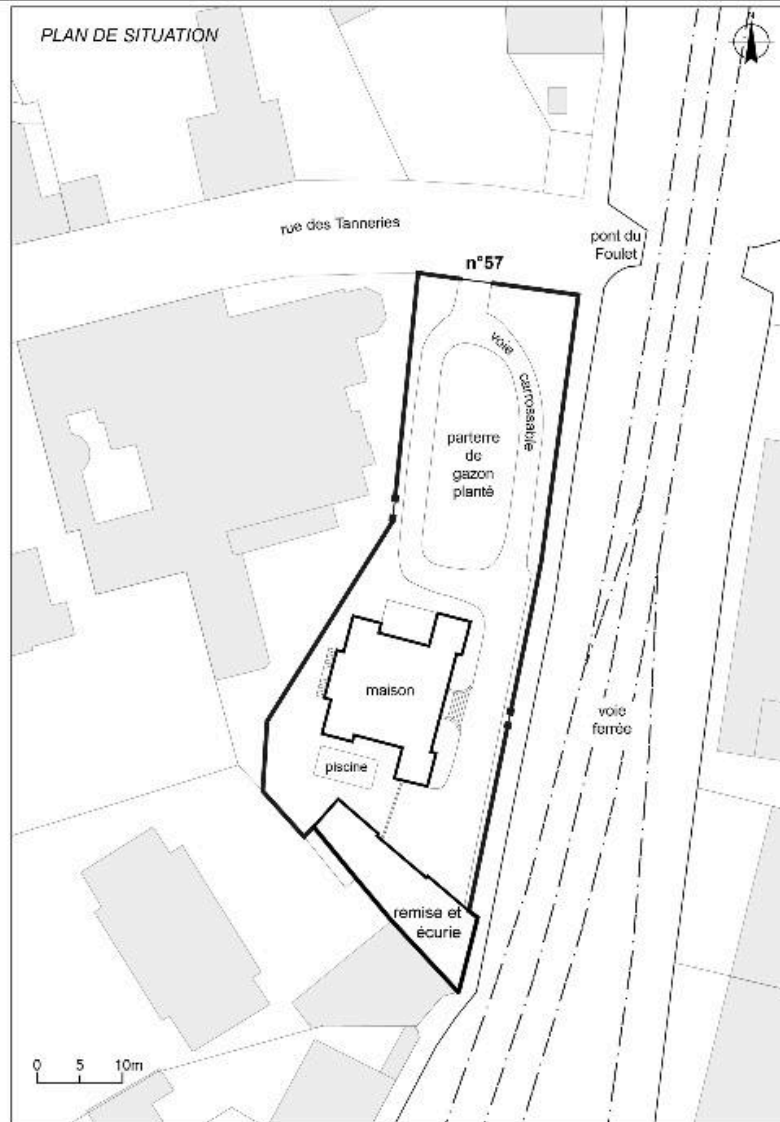 PLAN DE SITUATION
N
rue des Tanneries
pont du
Foulet
n°57
voie
carrossable
parterre
de
gazon
planté
maison
voie
ferrée
piscine
remise et
écurie
0 5 10m